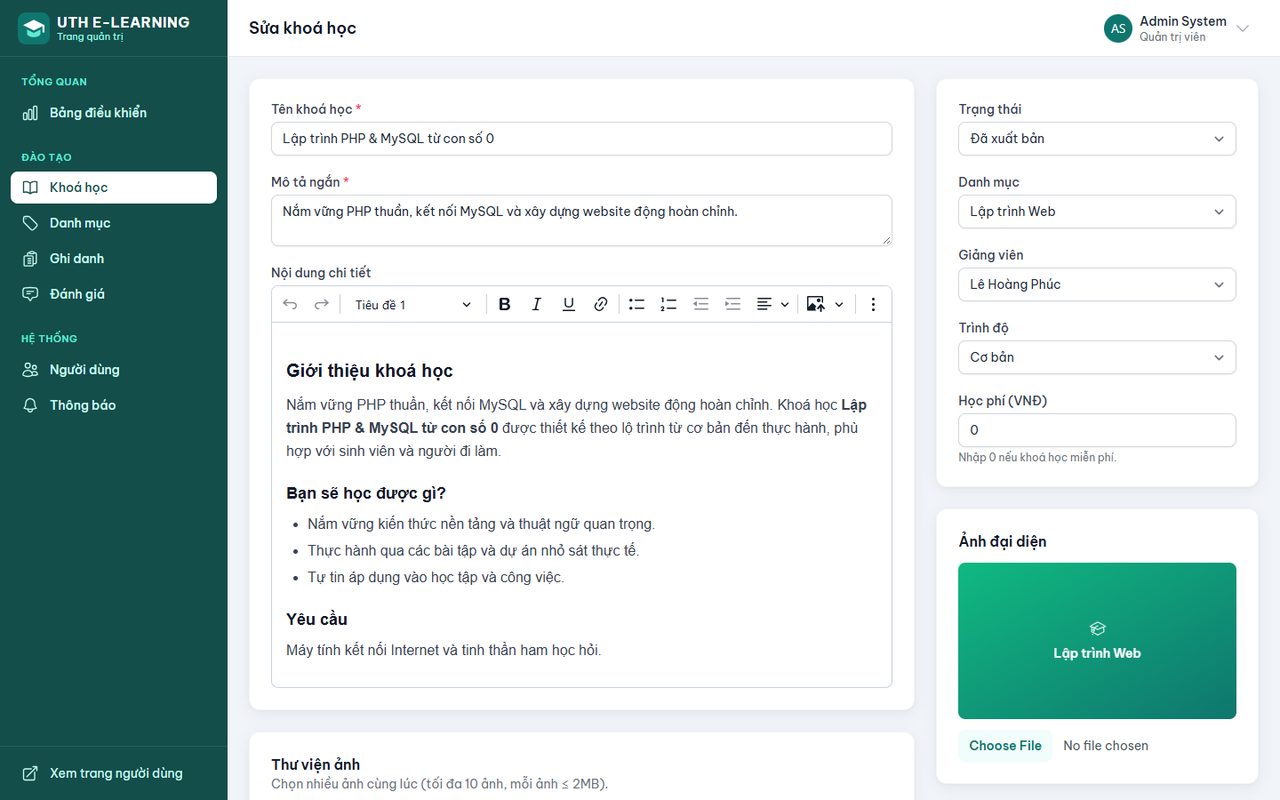 UTH E-LEARNING
Trang quản trị
TỔNG QUAN
Bảng điều khiển
ĐÀO TẠO
Khoá học
Danh mục
Ghi danh
Đánh giá
HỆ THỐNG
Người dùng
Thông báo
Xem trang người dùng
Sửa khoá học
AS
Admin System
Quản trị viên
Tên khoá học *
Lập trình PHP & MySQL từ con số 0
Mô tả ngắn *
Nắm vững PHP thuần, kết nối MySQL và xây dựng website động hoàn chỉnh.
Nội dung chi tiết
Tiêu đề 1
Giới thiệu khoá học
Nắm vững PHP thuần, kết nối MySQL và xây dựng website động hoàn chỉnh. Khoá học Lập
trình PHP & MySQL từ con số 0 được thiết kế theo lộ trình từ cơ bản đến thực hành, phù
hợp với sinh viên và người đi làm.
Bạn sẽ học được gì?
Nắm vững kiến thức nền tảng và thuật ngữ quan trọng.
Thực hành qua các bài tập và dự án nhỏ sát thực tế.
Tự tin áp dụng vào học tập và công việc.
Yêu cầu
Máy tính kết nối Internet và tinh thần ham học hỏi.
Thư viện ảnh
Chọn nhiều ảnh cùng lúc (tối đa 10 ảnh, mỗi ảnh ≤ 2MB).
Trạng thái
Đã xuất bản
Danh mục
Lập trình Web
Giảng viên
Lê Hoàng Phúc
Trình độ
Cơ bản
Học phí (VNĐ)
0
Nhập 0 nếu khoá học miễn phí.
Ảnh đại diện
Lập trình Web
Choose File
No file chosen